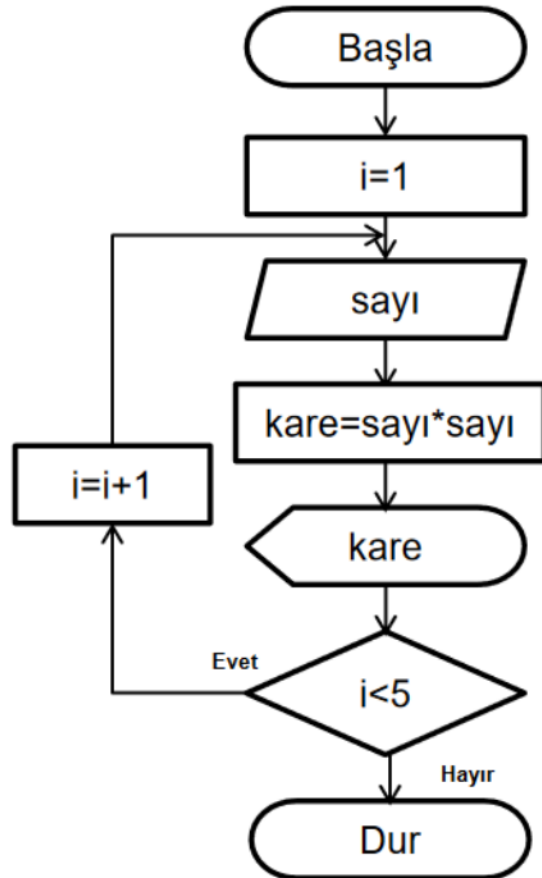 Başla
i=1
sayı
kare=sayı*sayı
i=i+1
kare
Evet
i<5
Hayır
Dur